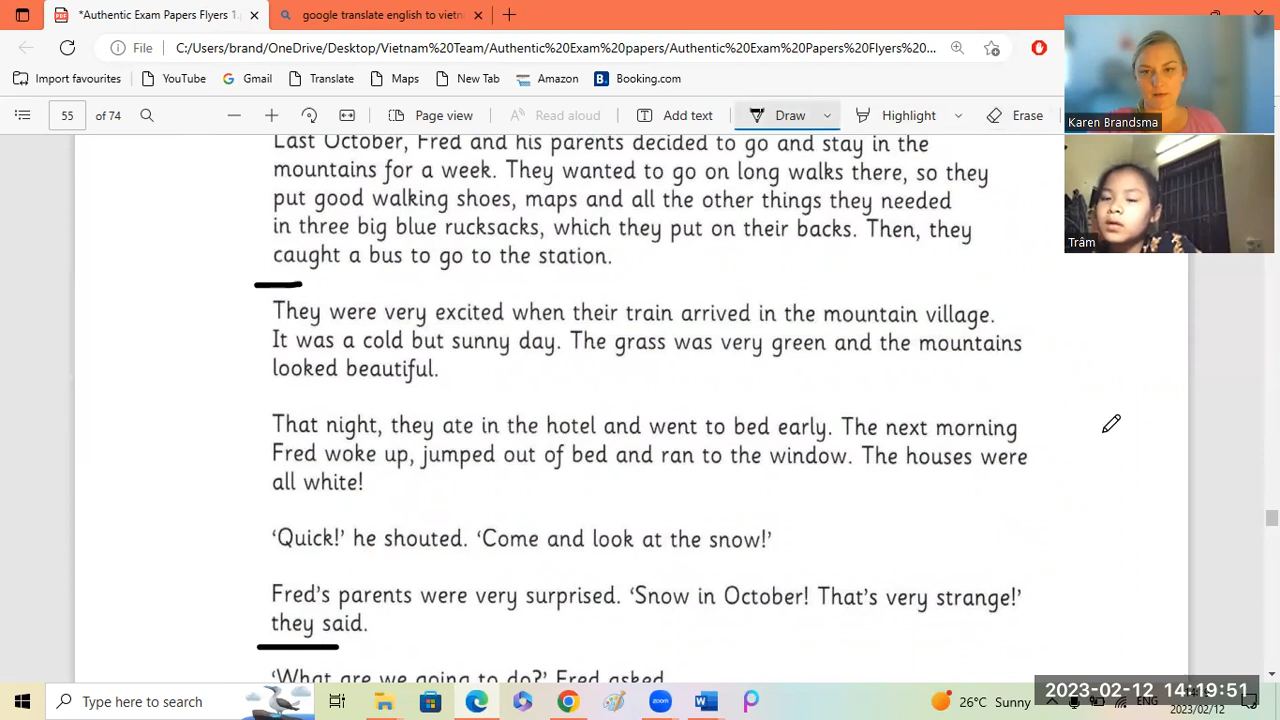 *Authentic Exam Papers Flyers 1.
google translate english to vietn
File
C:/Users/brand/OneDrive/Desktop/Vietnam%20Team/Authentic%20Exam%20papers/Authentic%20Exam%20Papers%20Flyers%20...
Import favourites
YouTube
Gmail
Translate
Maps
New Tab
Amazon
Booking.com
55 of 74
Page view
Read aloud
Add text
Draw
Highlight
Erase
Karen Brandsma
Trâm
Last October, Fred and his parents decided to go and stay in the
mountains for a week. They wanted to go on long walks there, so they
put good walking shoes, maps and all the other things they needed
in three big blue rucksacks, which they put on their backs. Then, they
caught a bus to go to the station.
They were very excited when their train arrived in the mountain village.
It was a cold but sunny day. The grass was very green and the mountains
looked beautiful.
That night, they ate in the hotel and went to bed early. The next morning
Fred woke up, jumped out of bed and ran to the window. The houses were
all white!
‘Quick!’ he shouted. ‘Come and look at the snow!’
Fred’s parents were very surprised. ‘Snow in October! That’s very strange!’
they said.
‘What are we going to do?’ Fred asked.
Type here to search
26°C Sunny
ENG
2023-02-12 14:19:51
2023/02/12